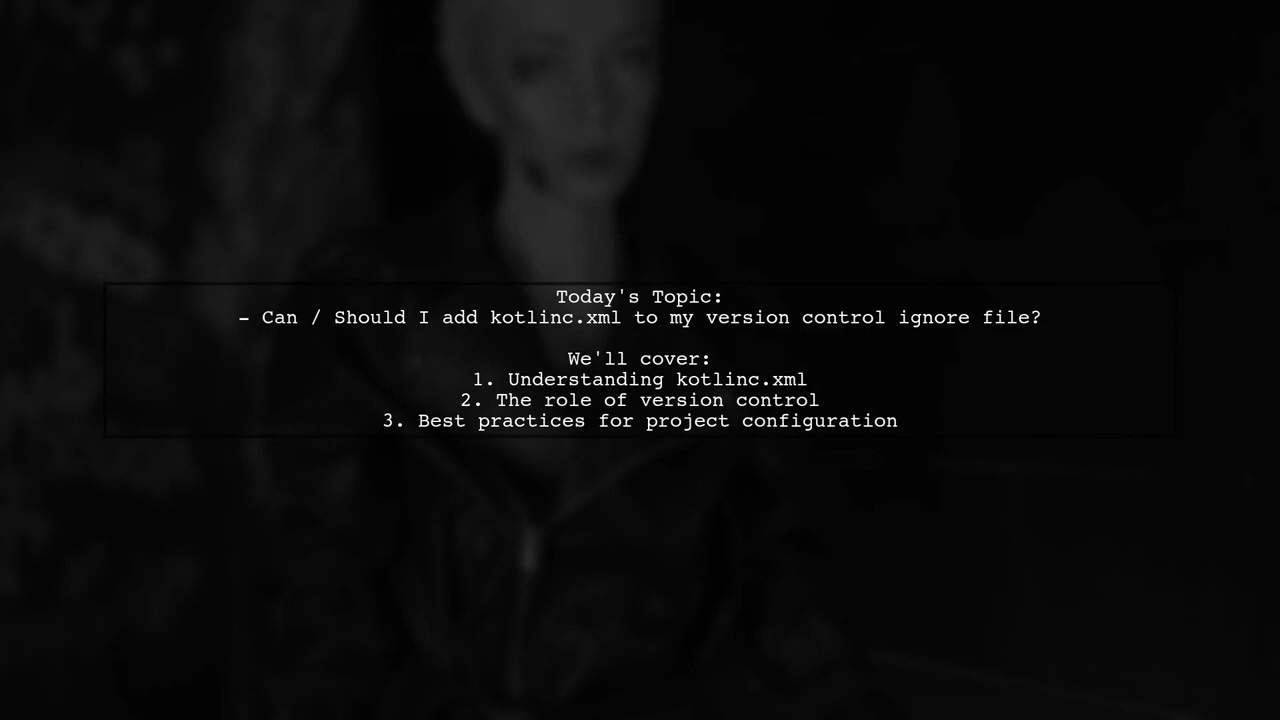 Today's Topic:
- Can / Should I add kotlinc.xml to my version control ignore file?
We'll cover:
1. Understanding kotlinc.xml
2. The role of version control
3. Best practices for project configuration